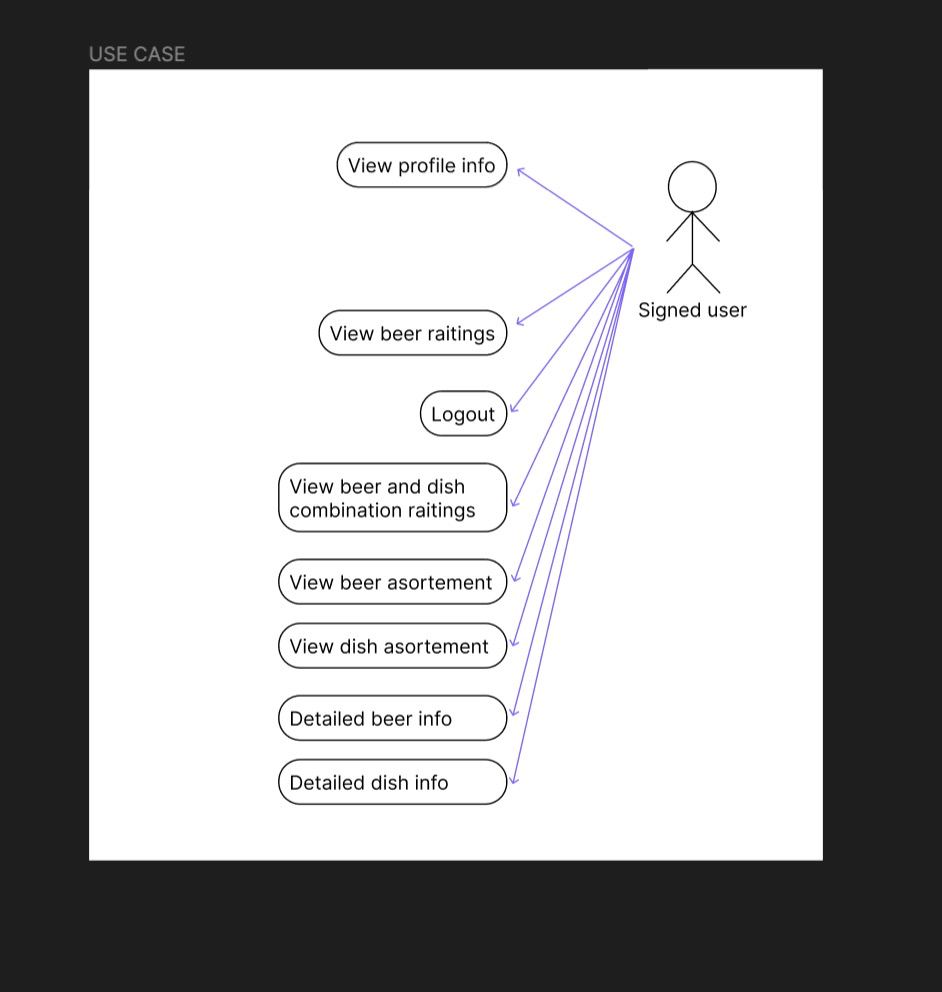 USE CASE
View profile info
Signed user
View beer raitings
Logout
View beer and dish
combination raitings
View beer asortement
View dish asortement
Detailed beer info
Detailed dish info